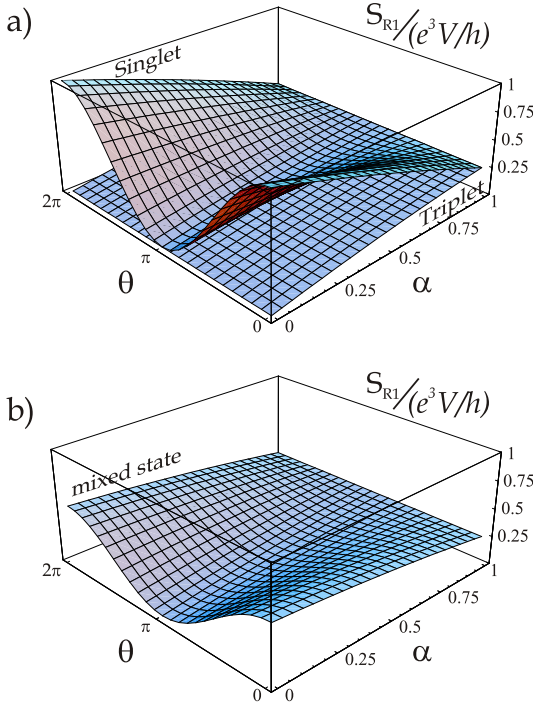 a)
S_R1/(e³V/h)
Singlet
1
0.75
0.5
0.25
2π
Triplet
1
0.75
π
0.5
θ
0.25
α
0
0
b)
S_R1/(e³V/h)
mixed state
1
0.75
0.5
0.25
2π
1
0.75
π
0.5
θ
0.25
α
0
0